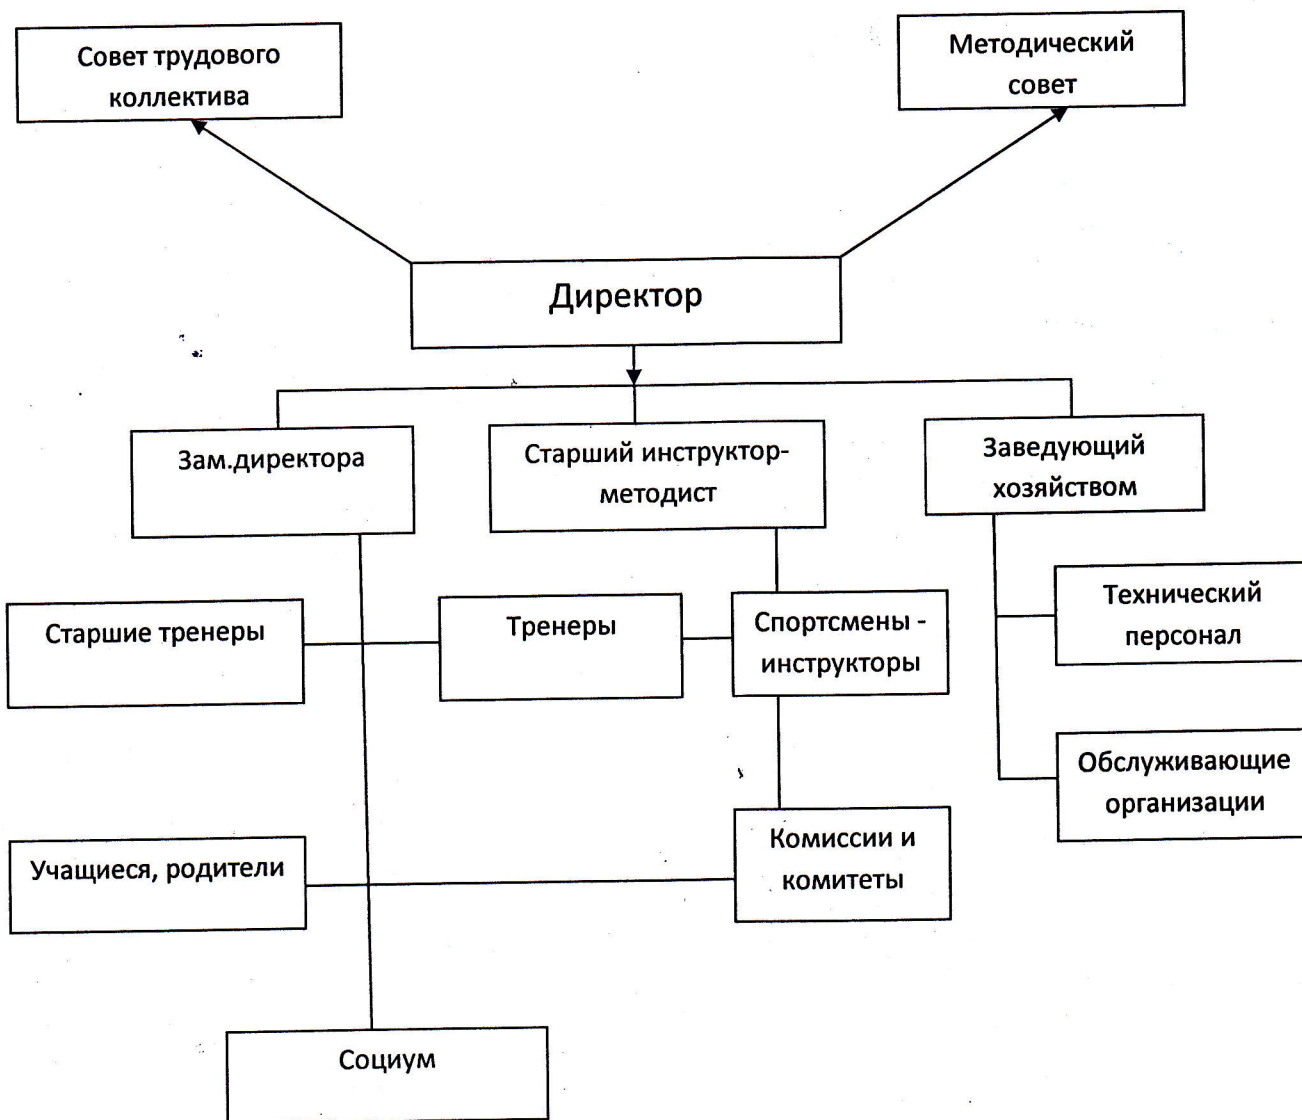 Совет трудового
коллектива
Методический
совет
Директор
Зам.директора
Старший инструктор-
методист
Заведующий
хозяйством
Старшие тренеры
Тренеры
Спортсмены -
инструкторы
Технический
персонал
Обслуживающие
организации
Учащиеся, родители
Комиссии и
комитеты
Социум